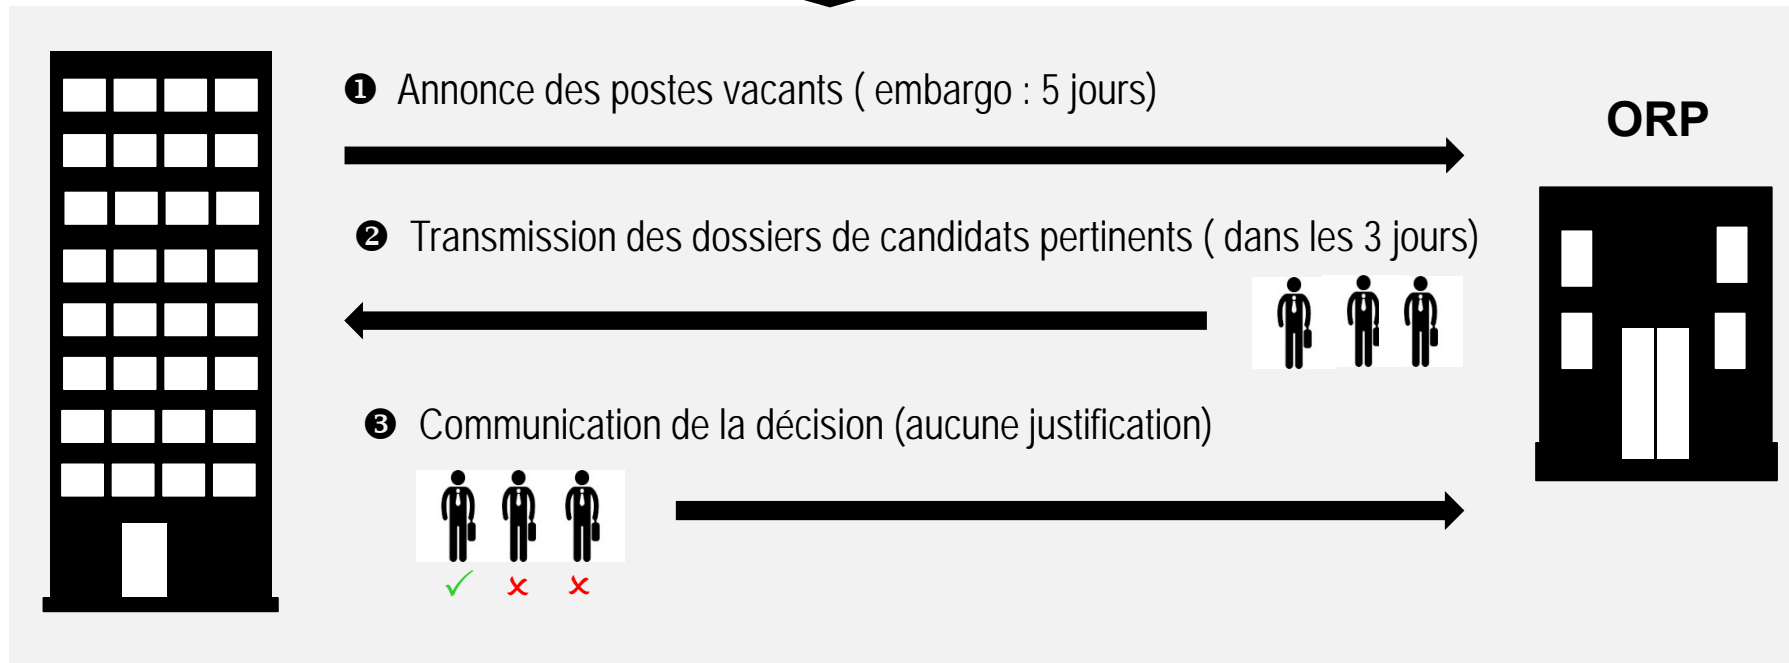 ❶ Annonce des postes vacants ( embargo : 5 jours)
ORP
❷ Transmission des dossiers de candidats pertinents ( dans les 3 jours)
❸ Communication de la décision (aucune justification)